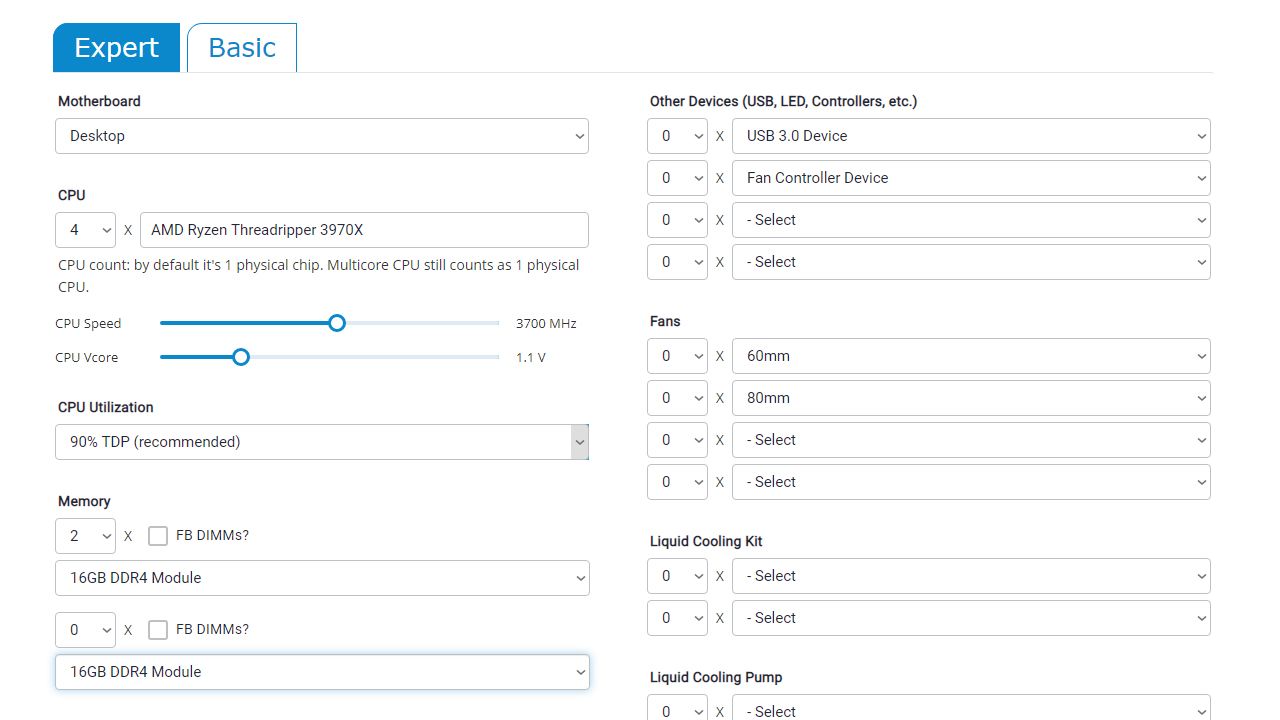 Expert
Basic
Motherboard
Desktop
CPU
4 X AMD Ryzen Threadripper 3970X
CPU count: by default it's 1 physical chip. Multicore CPU still counts as 1 physical
CPU.
CPU Speed 3700 MHz
CPU Vcore 1.1 V
CPU Utilization
90% TDP (recommended)
Memory
2 X FB DIMMs?
16GB DDR4 Module
0 X FB DIMMs?
16GB DDR4 Module
Other Devices (USB, LED, Controllers, etc.)
0 X USB 3.0 Device
0 X Fan Controller Device
0 X - Select
0 X - Select
Fans
0 X 60mm
0 X 80mm
0 X - Select
0 X - Select
Liquid Cooling Kit
0 X - Select
0 X - Select
Liquid Cooling Pump
0 X - Select